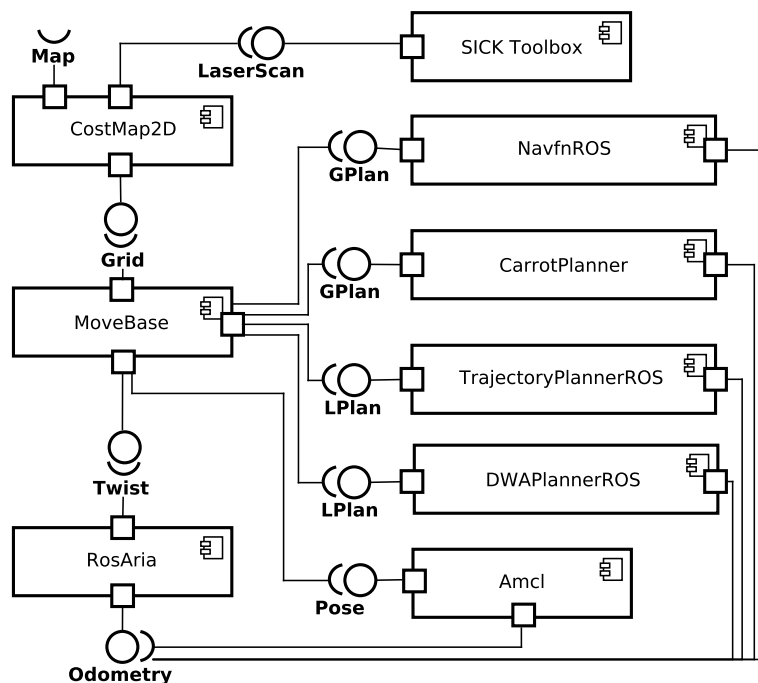 Map
LaserScan
SICK Toolbox
CostMap2D
GPlan
NavfnROS
Grid
GPlan
CarrotPlanner
MoveBase
LPlan
TrajectoryPlannerROS
Twist
LPlan
DWAPlannerROS
RosAria
Pose
Amcl
Odometry